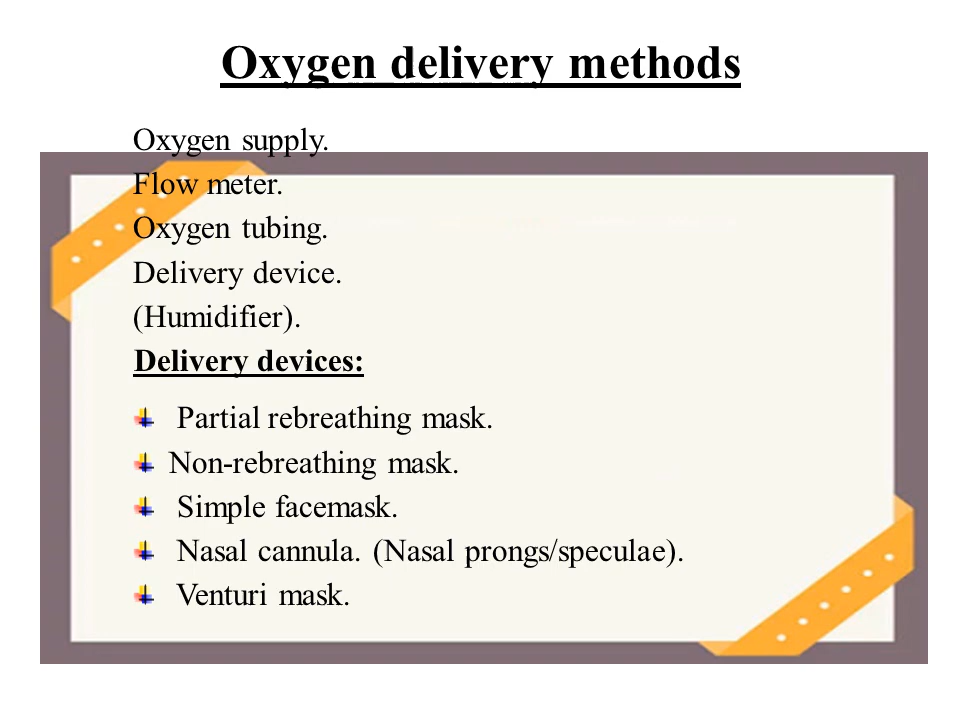 Oxygen delivery methods
Oxygen supply.
Flow meter.
Oxygen tubing.
Delivery device.
(Humidifier).
Delivery devices:
Partial rebreathing mask.
Non-rebreathing mask.
Simple facemask.
Nasal cannula. (Nasal prongs/speculae).
Venturi mask.